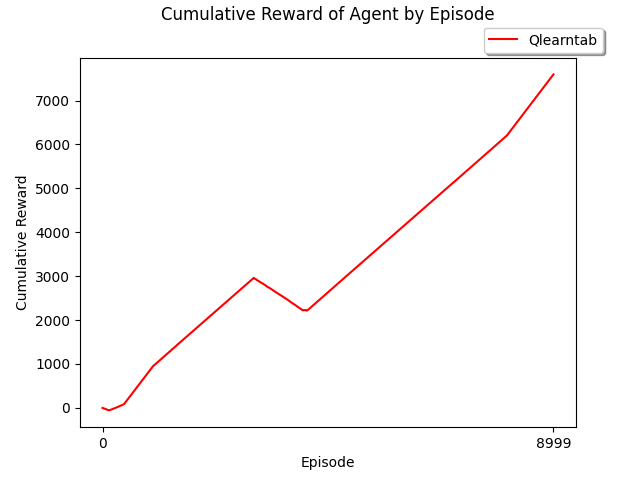 Cumulative Reward of Agent by Episode
Qlearntab
7000
6000
5000
4000
3000
2000
1000
0
Cumulative Reward
0
8999
Episode